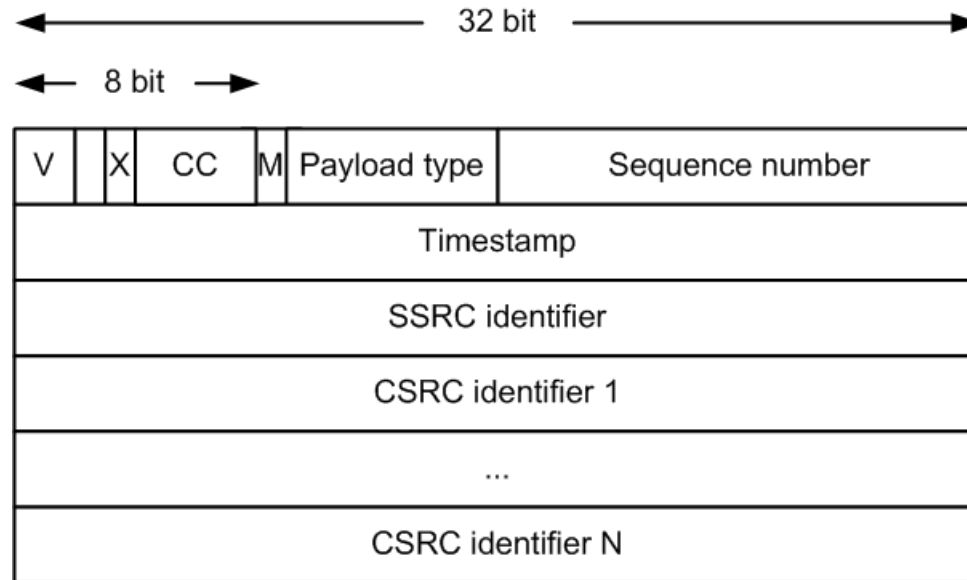 32 bit
8 bit
V X CC M Payload type Sequence number
Timestamp
SSRC identifier
CSRC identifier 1
...
CSRC identifier N